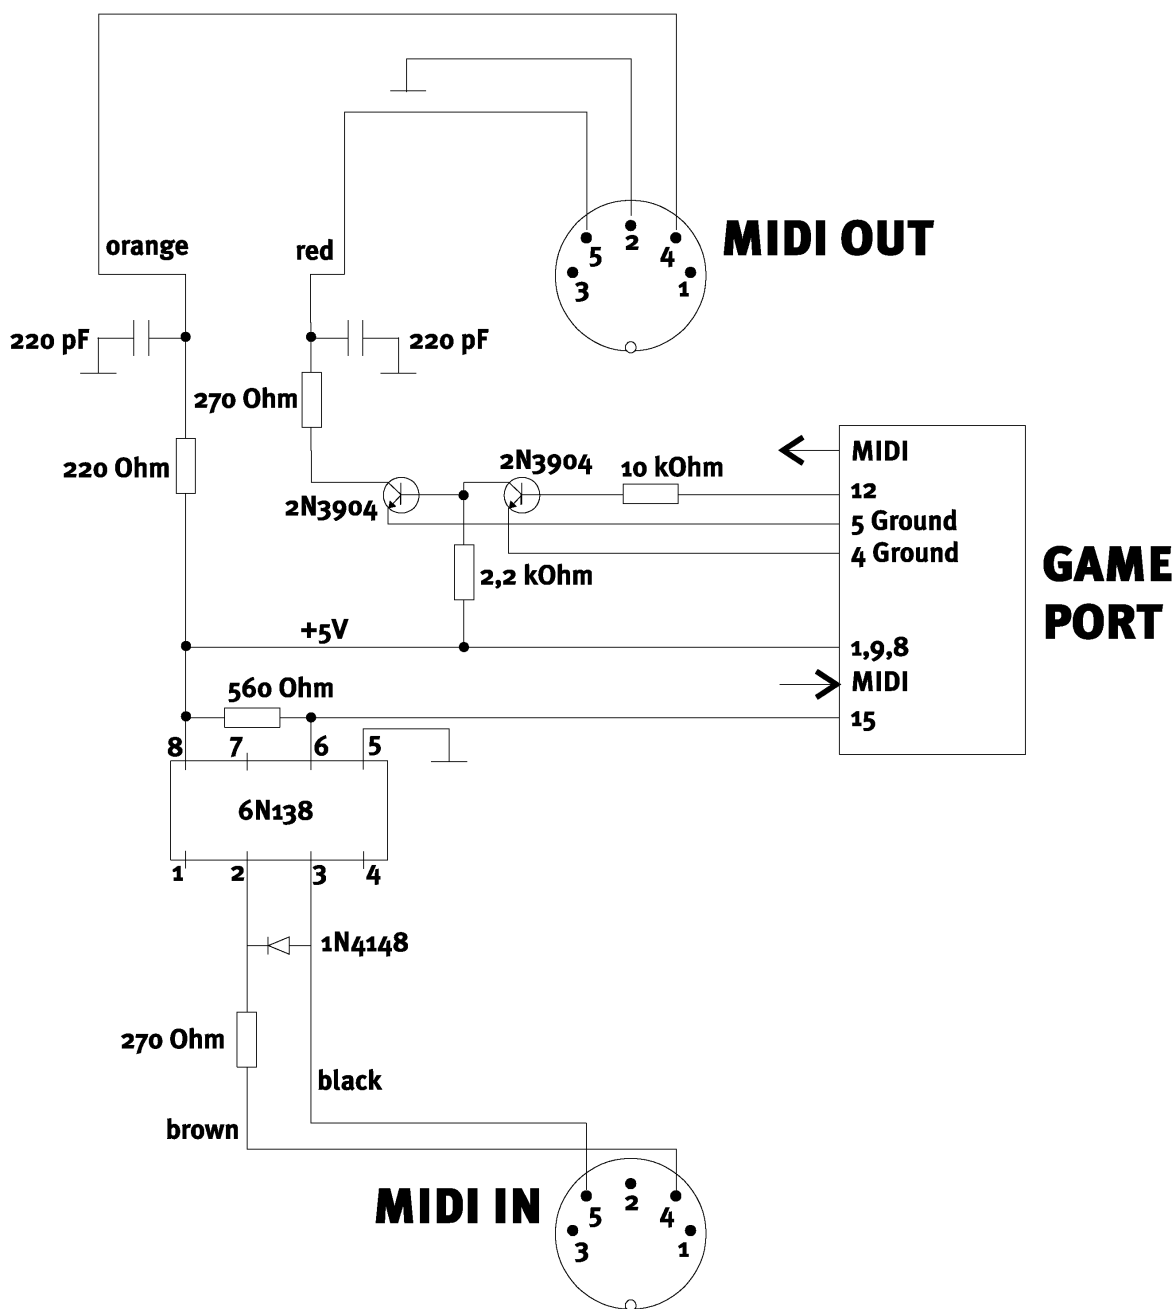 MIDI OUT
5
2
4
3
1
orange
red
220 pF
220 pF
270 Ohm
220 Ohm
2N3904
2N3904
10 kOhm
MIDI
12
5 Ground
4 Ground
GAME
PORT
2,2 kOhm
+5V
1,9,8
MIDI
560 Ohm
15
8
7
6
5
6N138
1
2
3
4
1N4148
270 Ohm
black
brown
MIDI IN
5
2
4
3
1